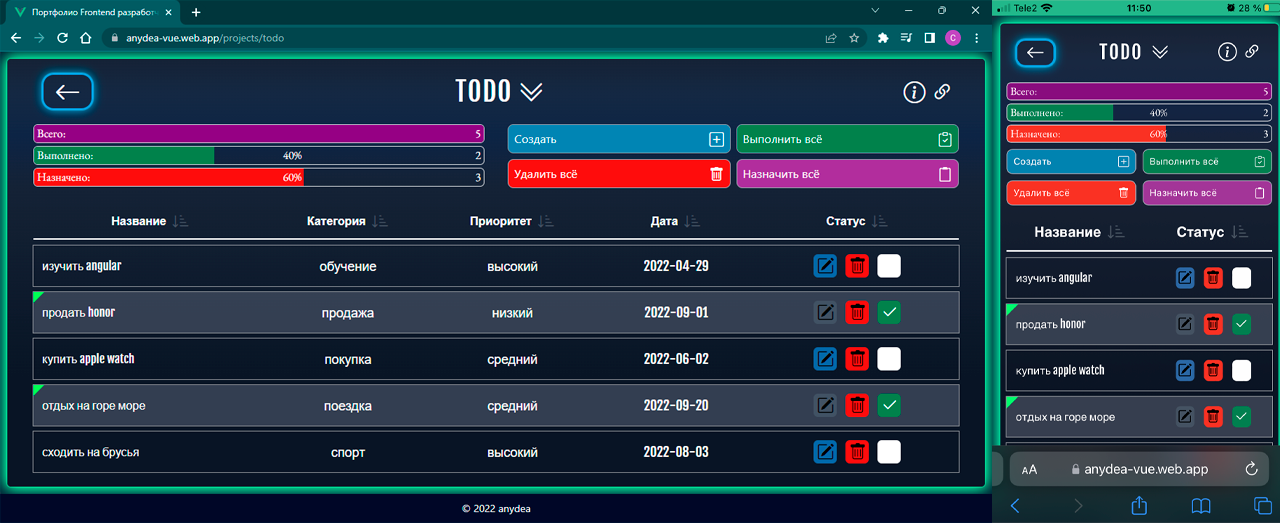 Портфолио Frontend разработч
anydea-vue.web.app/projects/todo
C
TODO
Всего: 5
Выполнено: 40% 2
Назначено: 60% 3
Создать
Выполнить всё
Удалить всё
Назначить всё
Название Категория Приоритет Дата Статус
изучить angular обучение высокий 2022-04-29
продать honor продажа низкий 2022-09-01
купить apple watch покупка средний 2022-06-02
отдых на горе море поездка средний 2022-09-20
сходить на брусья спорт высокий 2022-08-03
© 2022 anydea
Tele2 11:50 28 %
TODO
Всего: 5
Выполнено: 40% 2
Назначено: 60% 3
Создать
Выполнить всё
Удалить всё
Назначить всё
Название Статус
изучить angular
продать honor
купить apple watch
отдых на горе море
AA anydea-vue.web.app